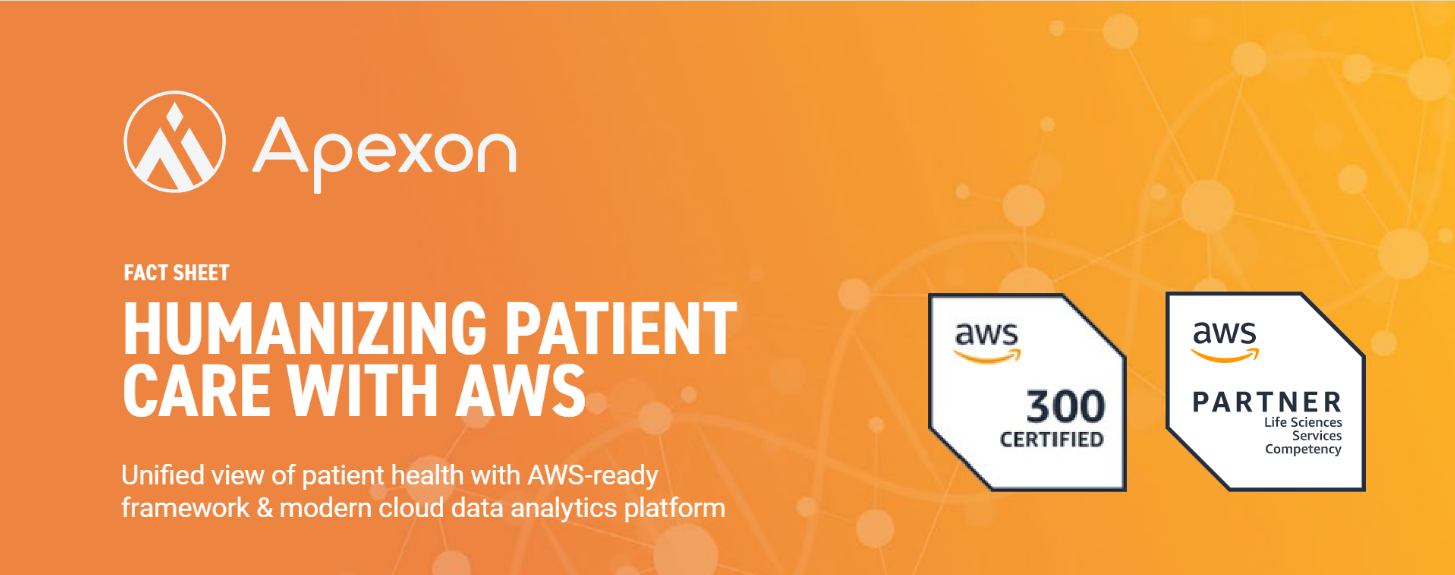 Apexon
FACT SHEET
HUMANIZING PATIENT
CARE WITH AWS
Unified view of patient health with AWS-ready
framework & modern cloud data analytics platform
aws
300
CERTIFIED
aws
PARTNER
Life Sciences
Services
Competency